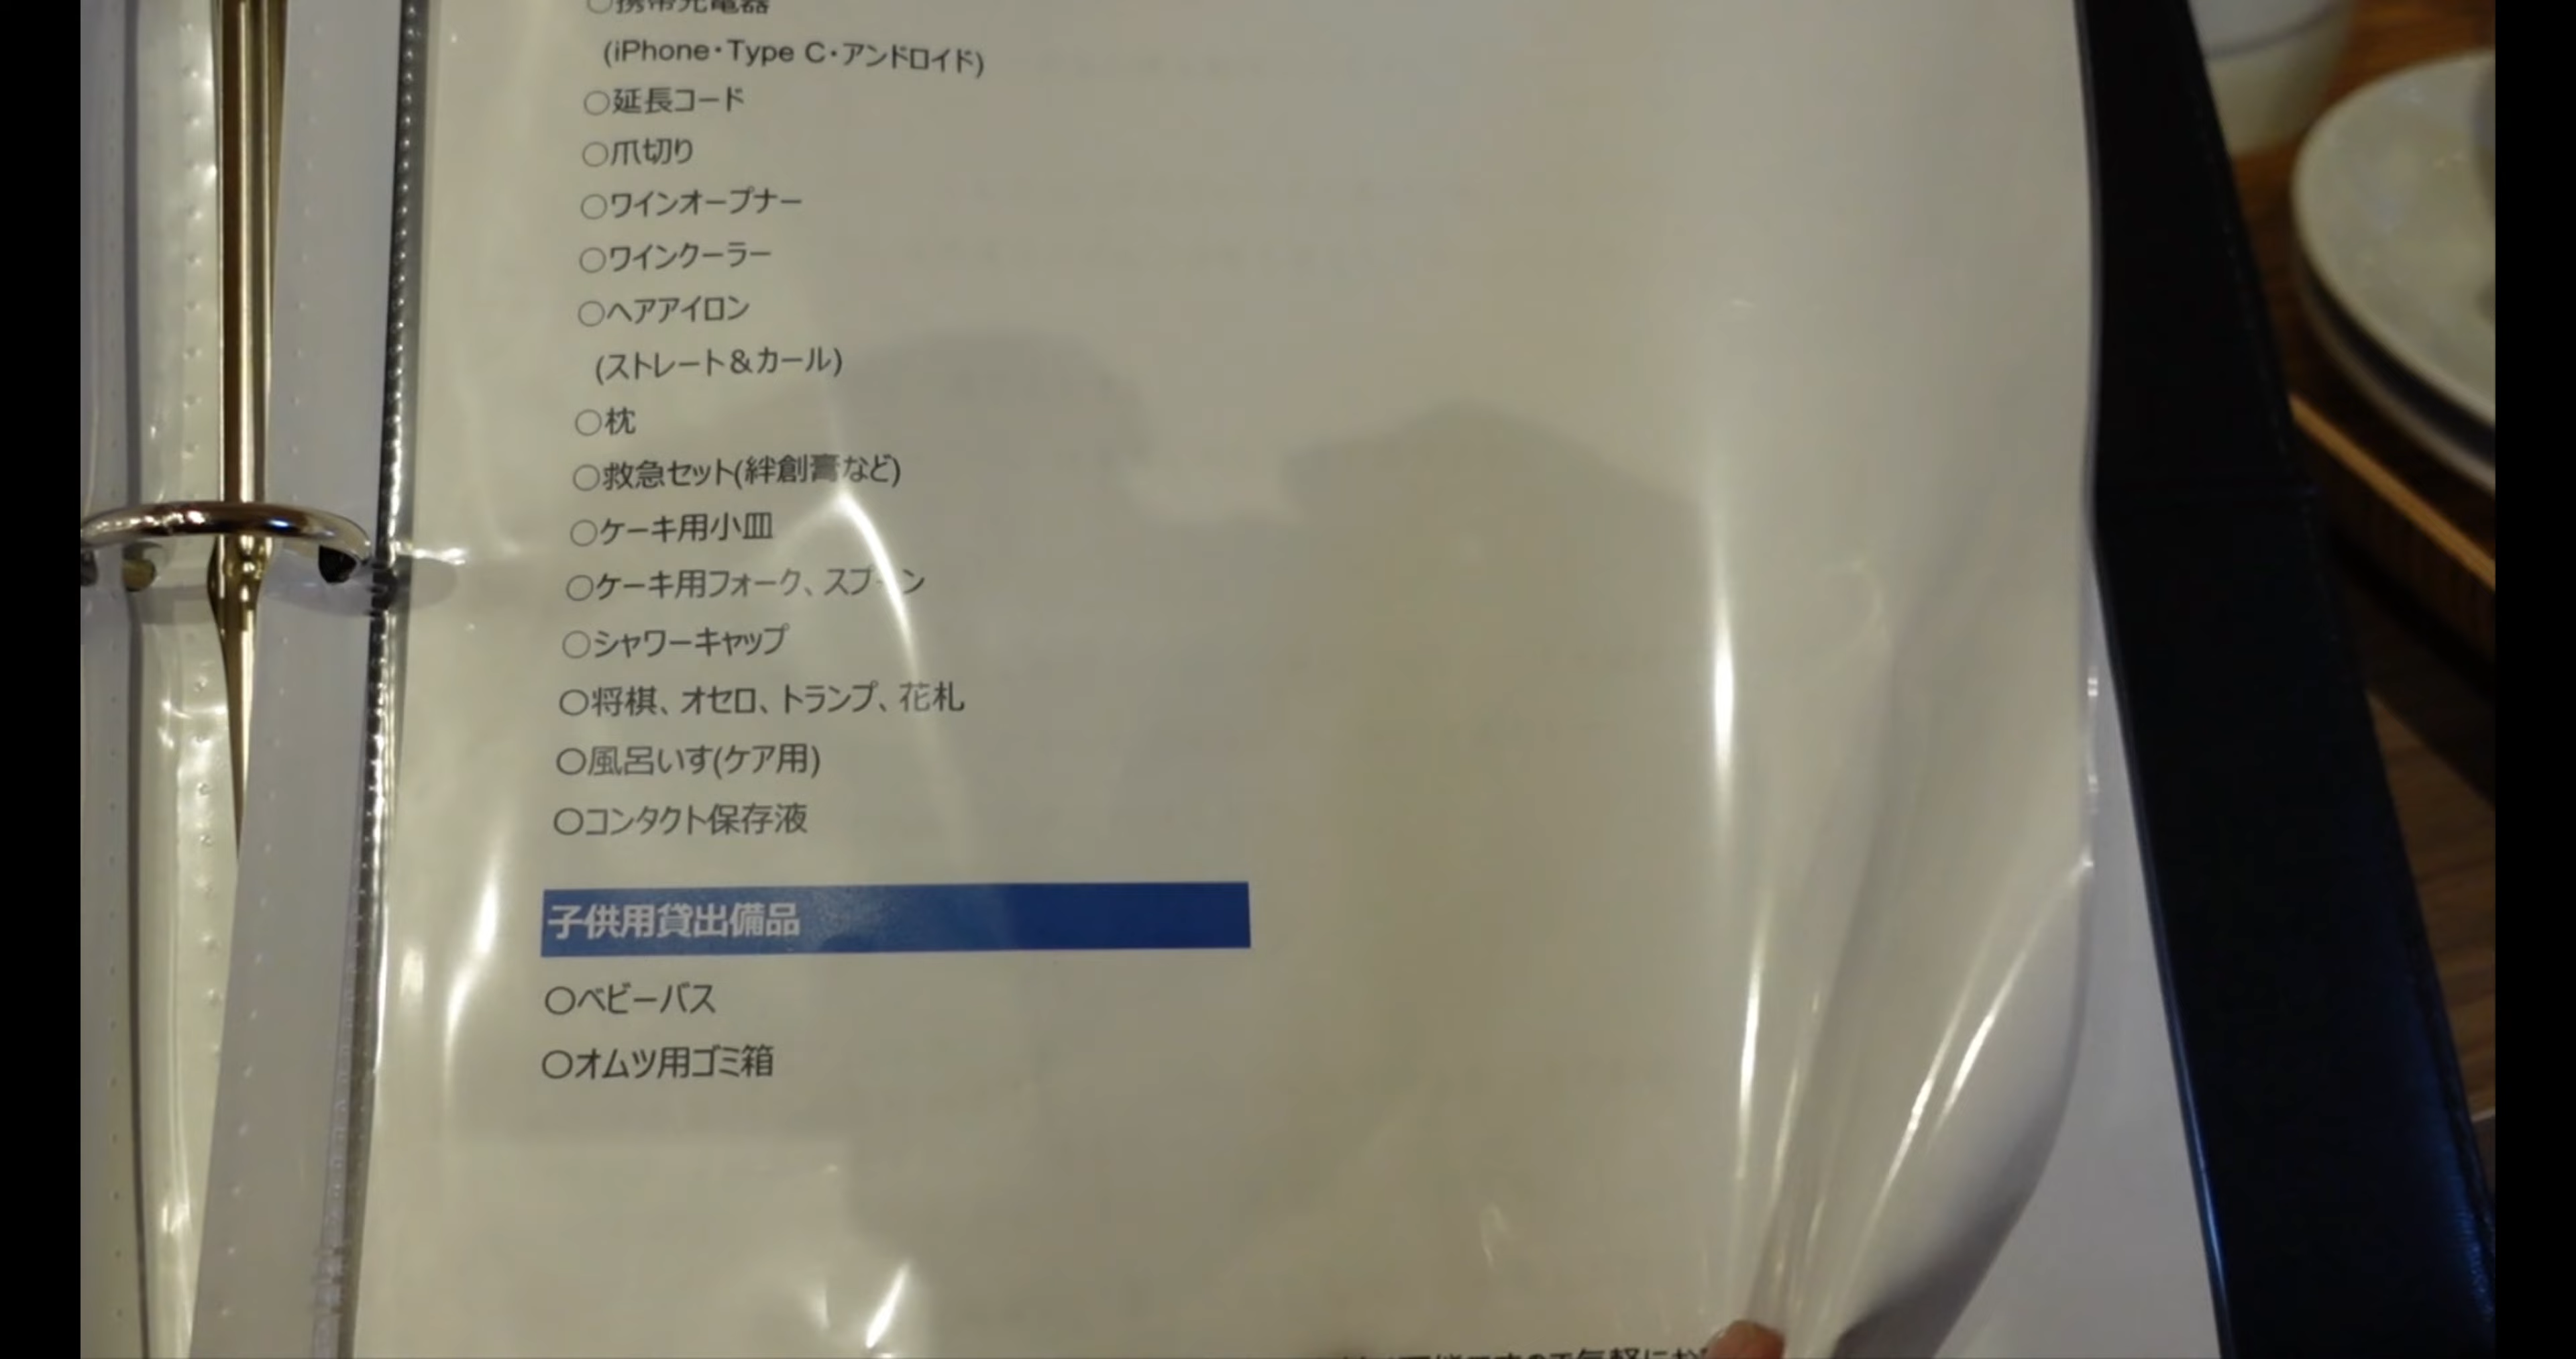 ○携帯充電器
(iPhone・Type C・アンドロイド)
○延長コード
○爪切り
○ワインオープナー
○ワインクーラー
○ヘアアイロン
(ストレート＆カール)
○枕
○救急セット(絆創膏など)
○ケーキ用小皿
○ケーキ用フォーク、スプーン
○シャワーキャップ
○将棋、オセロ、トランプ、花札
○風呂いす(ケア用)
○コンタクト保存液
子供用貸出備品
○ベビーバス
○オムツ用ゴミ箱